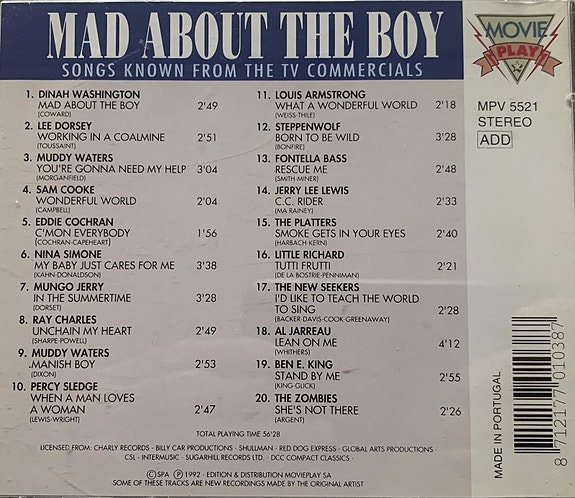 MAD ABOUT THE BOY
SONGS KNOWN FROM THE TV COMMERCIALS
MOVIE
PLAY
MPV 5521
STEREO
ADD
1. DINAH WASHINGTON
MAD ABOUT THE BOY 2'49
(COWARD)
2. LEE DORSEY
WORKING IN A COALMINE 2'51
(TOUSSAINT)
3. MUDDY WATERS
YOU'RE GONNA NEED MY HELP 3'04
(MORGANFIELD)
4. SAM COOKE
WONDERFUL WORLD 2'04
(CAMPBELL)
5. EDDIE COCHRAN
C'MON EVERYBODY 1'56
(COCHRAN-CAPEHEART)
6. NINA SIMONE
MY BABY JUST CARES FOR ME 3'38
(KAHN-DONALDSON)
7. MUNGO JERRY
IN THE SUMMERTIME 3'28
(DORSET)
8. RAY CHARLES
UNCHAIN MY HEART 2'49
(SHARPE-POWELL)
9. MUDDY WATERS
MANISH BOY 2'53
(DIXON)
10. PERCY SLEDGE
WHEN A MAN LOVES
A WOMAN 2'47
(LEWIS-WRIGHT)
11. LOUIS ARMSTRONG
WHAT A WONDERFUL WORLD 2'18
(WEISS-THILE)
12. STEPPENWOLF
BORN TO BE WILD 3'28
(BONFIRE)
13. FONTELLA BASS
RESCUE ME 2'48
(SMITH-MINER)
14. JERRY LEE LEWIS
C.C. RIDER 2'33
(MA RAINEY)
15. THE PLATTERS
SMOKE GETS IN YOUR EYES 2'40
(HARBACH-KERN)
16. LITTLE RICHARD
TUTTI FRUTTI 2'21
(DE LA BOSTRIE-PENNIMAN)
17. THE NEW SEEKERS
I'D LIKE TO TEACH THE WORLD
TO SING 2'28
(BACKER-DAVIS-COOK-GREENAWAY)
18. AL JARREAU
LEAN ON ME 4'12
(WHITHERS)
19. BEN E. KING
STAND BY ME 2'55
(KING GLICK)
20. THE ZOMBIES
SHE'S NOT THERE 2'26
(ARGENT)
TOTAL PLAYING TIME 56'28
LICENSED FROM: CHARLY RECORDS - BILLY CAR PRODUCTIONS - SHULLMAN - RED DOG EXPRESS - GLOBAL ARTS PRODUCTIONS -
CSL - INTERMUSIC - SUGARHILL RECORDS LTD. - DCC COMPACT CLASSICS
Ⓒ SPA Ⓟ 1992 - EDITION & DISTRIBUTION MOVIEPLAY SA
SOME OF THESE TRACKS ARE NEW RECORDINGS MADE BY THE ORIGINAL ARTIST
MADE IN PORTUGAL
8 712177 010387